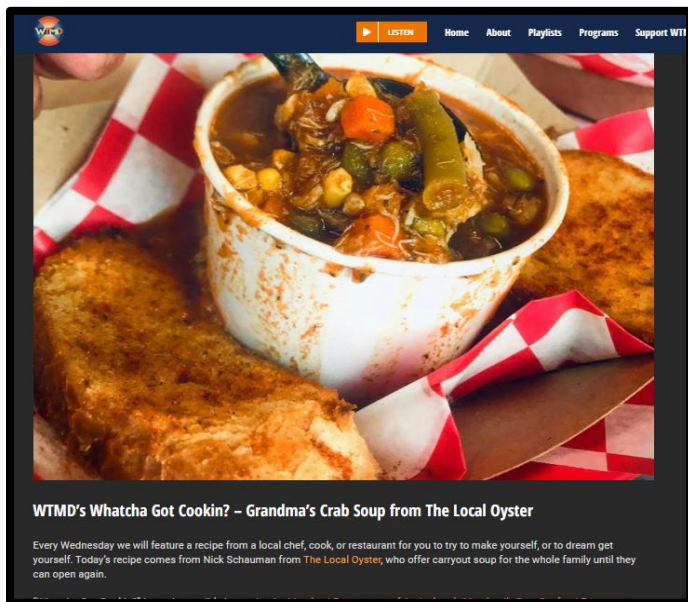 WTMD
LISTEN Home About Playlists Programs Support
WTMD's Whatcha Got Cookin? – Grandma's Crab Soup from The Local Oyster
Every Wednesday we will feature a recipe from a local chef, cook, or restaurant for you to try to make yourself, or to dream get
yourself. Today's recipe comes from Nick Schauman from The Local Oyster, who offer carryout soup for the whole family until they
can open again.